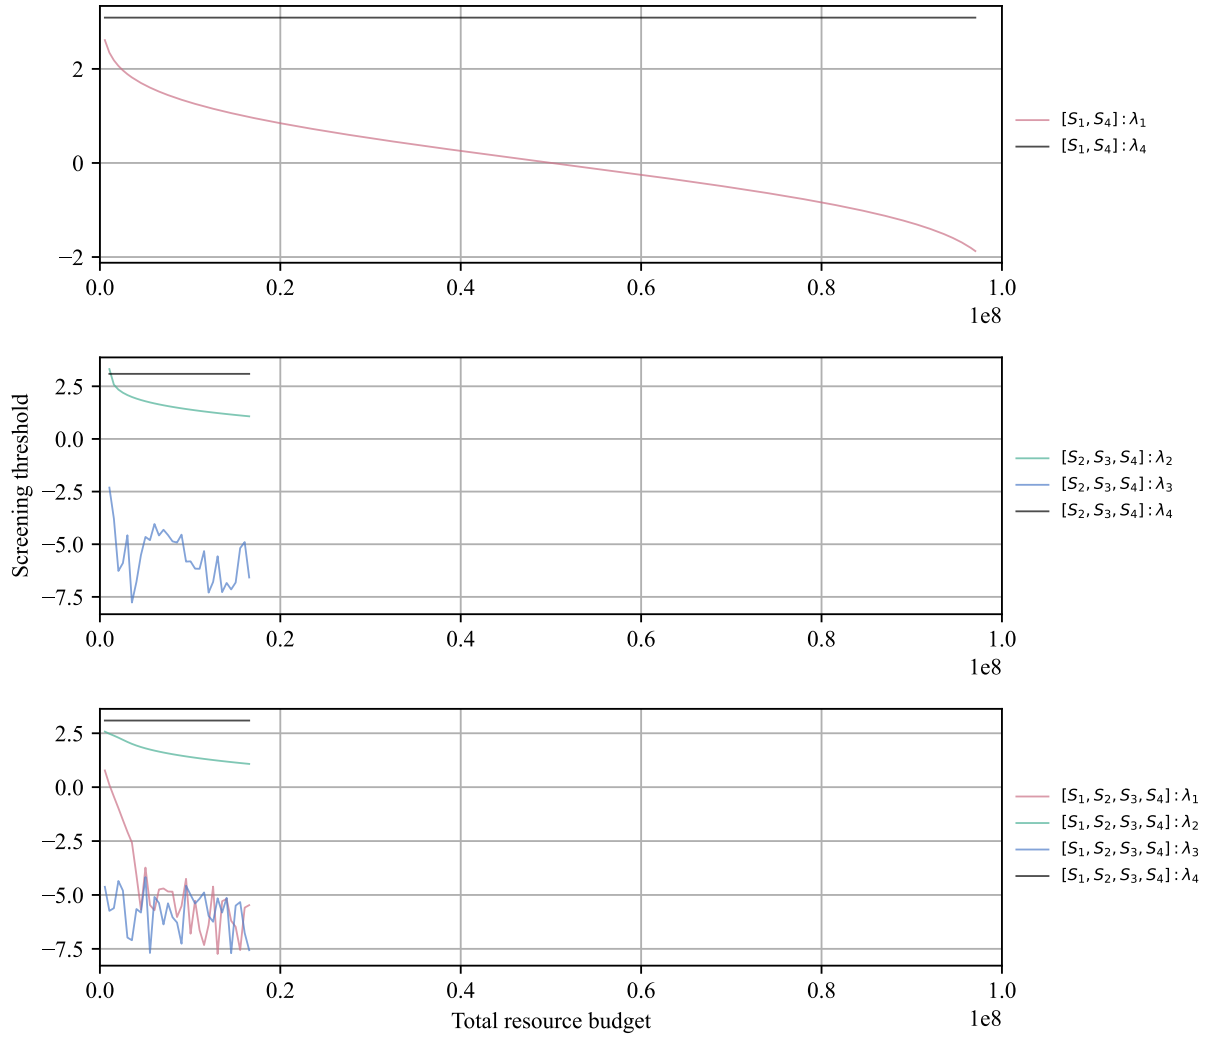 2
0
−2
0.0 0.2 0.4 0.6 0.8 1.0
1e8
[S₁, S₄] : λ₁
[S₁, S₄] : λ₄
Screening threshold
2.5
0.0
−2.5
−5.0
−7.5
0.0 0.2 0.4 0.6 0.8 1.0
1e8
[S₂, S₃, S₄] : λ₂
[S₂, S₃, S₄] : λ₃
[S₂, S₃, S₄] : λ₄
2.5
0.0
−2.5
−5.0
−7.5
0.0 0.2 0.4 0.6 0.8 1.0
1e8
Total resource budget
[S₁, S₂, S₃, S₄] : λ₁
[S₁, S₂, S₃, S₄] : λ₂
[S₁, S₂, S₃, S₄] : λ₃
[S₁, S₂, S₃, S₄] : λ₄